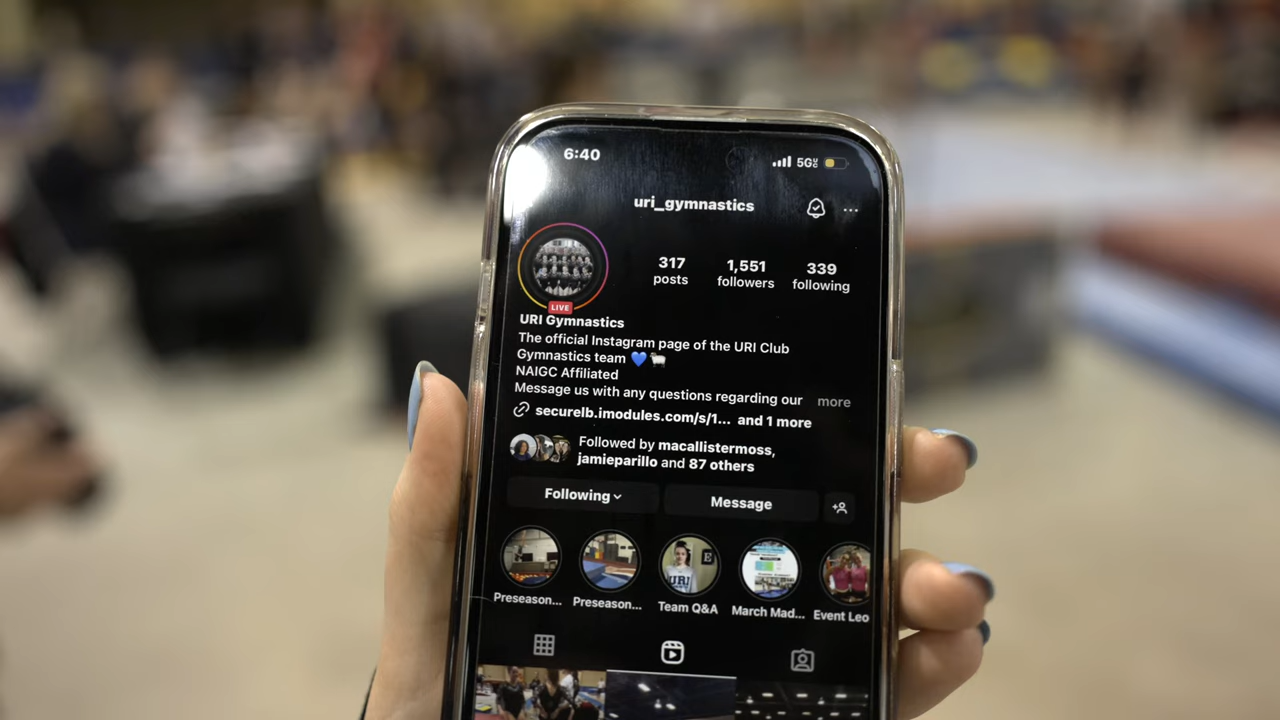 6:40 5G
uri_gymnastics
317 1,551 339
posts followers following
LIVE
URI Gymnastics
The official Instagram page of the URI Club
Gymnastics team 💙🐑
NAIGC Affiliated
Message us with any questions regarding our more
securelb.imodules.com/s/1... and 1 more
Followed by macallistermoss,
jamieparillo and 87 others
Following Message
E
URI
Preseason... Preseason... Team Q&A March Mad... Event Leo